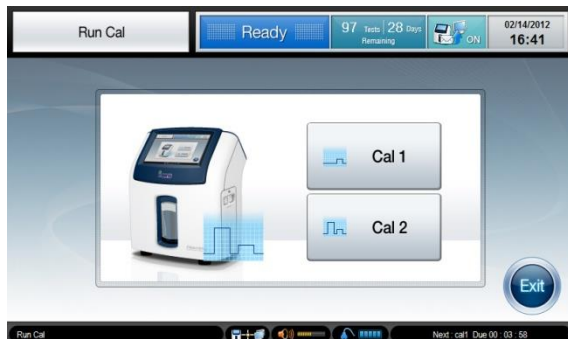 Run Cal
Ready
97 Tests 28 Days
Remaining
ON
02/14/2012
16:41
Cal 1
Cal 2
Exit
Run Cal
Next : cal1 Due 00 : 03 : 58